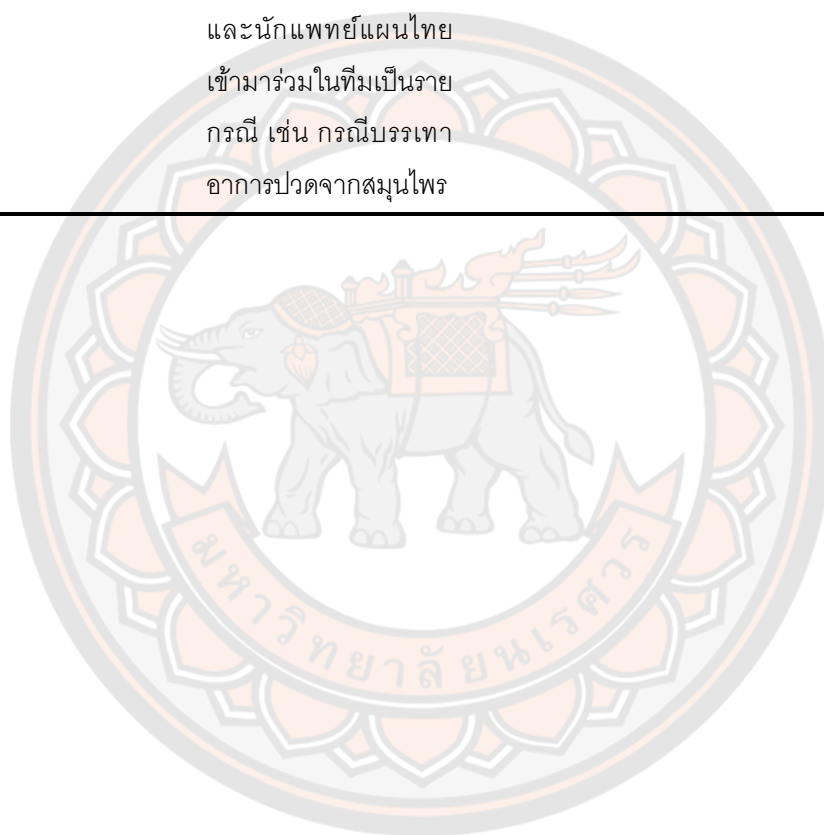 และนักแพทย์แผนไทย
เข้ามาร่วมในทีมเป็นราย
กรณี เช่น กรณีบรรเทา
อาการปวดจากสมุนไพร
มหาวิทยาลัยนเรศวร